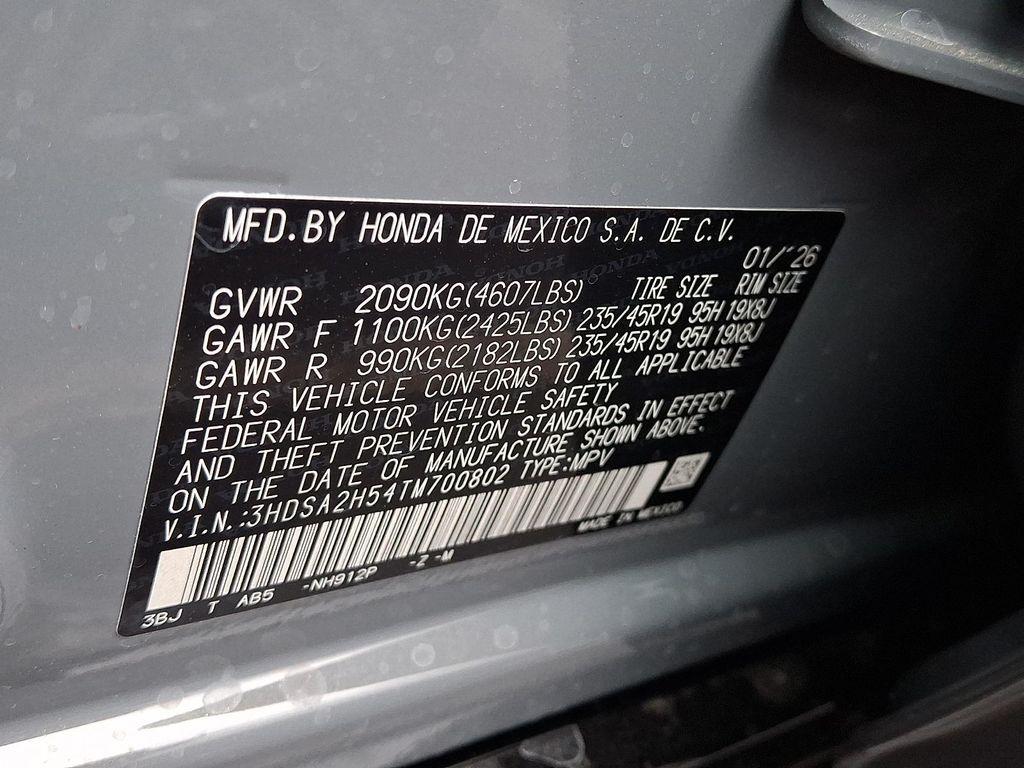 MFD.BY HONDA DE MEXICO S.A. DE C.V.
01/'26
GVWR 2090KG(4607LBS) TIRE SIZE RIM SIZE
GAWR F 1100KG(2425LBS) 235/45R19 95H 19X8J
GAWR R 990KG(2182LBS) 235/45R19 95H 19X8J
THIS VEHICLE CONFORMS TO ALL APPLICABLE
FEDERAL MOTOR VEHICLE SAFETY
AND THEFT PREVENTION STANDARDS IN EFFECT
ON THE DATE OF MANUFACTURE SHOWN ABOVE.
V.I.N.:3HDSA2H54TM700802 TYPE:MPV
MADE IN MEXICO
3BJ T AB5 -NH912P -Z -M